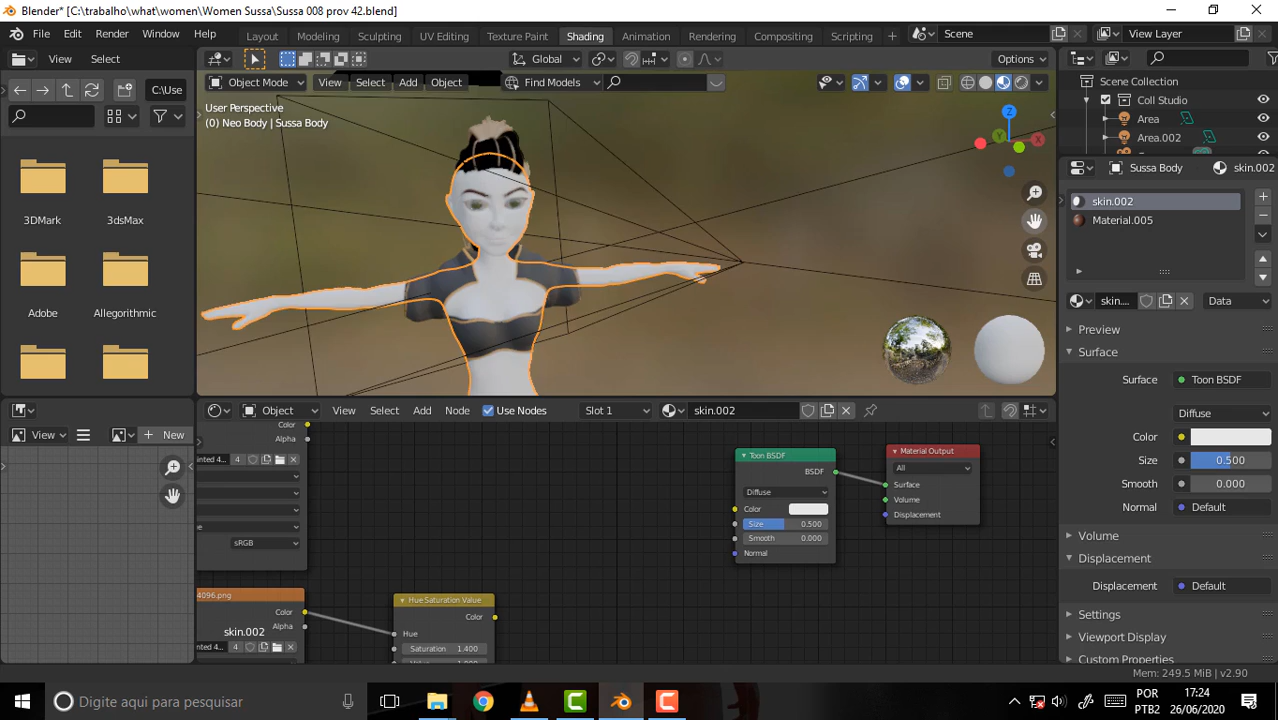 Blender* [C:\trabalho\what\women\Women Sussa\Sussa 008 prov 42.blend]
File Edit Render Window Help
Layout Modeling Sculpting UV Editing Texture Paint Shading Animation Rendering Compositing Scripting
Scene
View Layer
View Select
Global
Options
C:\Use
Object Mode View Select Add Object Find Models
User Perspective
(0) Neo Body | Sussa Body
Z
Y
X
3DMark 3dsMax
Adobe Allegorithmic
Scene Collection
Coll Studio
Area
Area.002
Sussa Body skin.002
skin.002
Material.005
skin.... Data
Preview
Surface
Surface Toon BSDF
Diffuse
Color
Size 0.500
Smooth 0.000
Normal Default
Volume
Displacement
Displacement Default
Settings
Viewport Display
Custom Properties
Object View Select Add Node Use Nodes Slot 1 skin.002
View New
Color
Alpha
inted 4... 4
sRGB
4096.png
Color
Alpha
skin.002
nted 4... 4
Hue Saturation Value
Color
Hue
Saturation 1.400
Toon BSDF
BSDF
Diffuse
Color
Size 0.500
Smooth 0.000
Normal
Material Output
All
Surface
Volume
Displacement
Mem: 249.5 MiB | v2.90
Digite aqui para pesquisar
POR
PTB2
17:24
26/06/2020